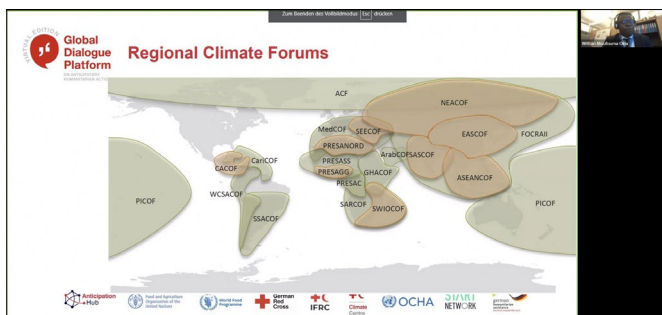 Zum Beenden des Vollbildmodus Esc drücken
VIRTUAL EDITION
Global
Dialogue
Platform
ON ANTICIPATORY
HUMANITARIAN ACTION
Regional Climate Forums
ACF
NEACOF
MedCOF
SEECOF
EASCOF
FOCRAII
PRESANORD
ArabCOF
SASCOF
CariCOF
PRESASS
CACOF
PRESAGG
GHACOF
ASEANCOF
PRESAC
WCSACOF
PICOF
SARCOF
SWIOCOF
PICOF
SSACOF
Anticipation
Hub
Food and Agriculture
Organization of the
United Nations
World Food
Programme
German
Red
Cross
IFRC
Climate
Centre
OCHA
START
NETWORK
german
humanitarian
assistance